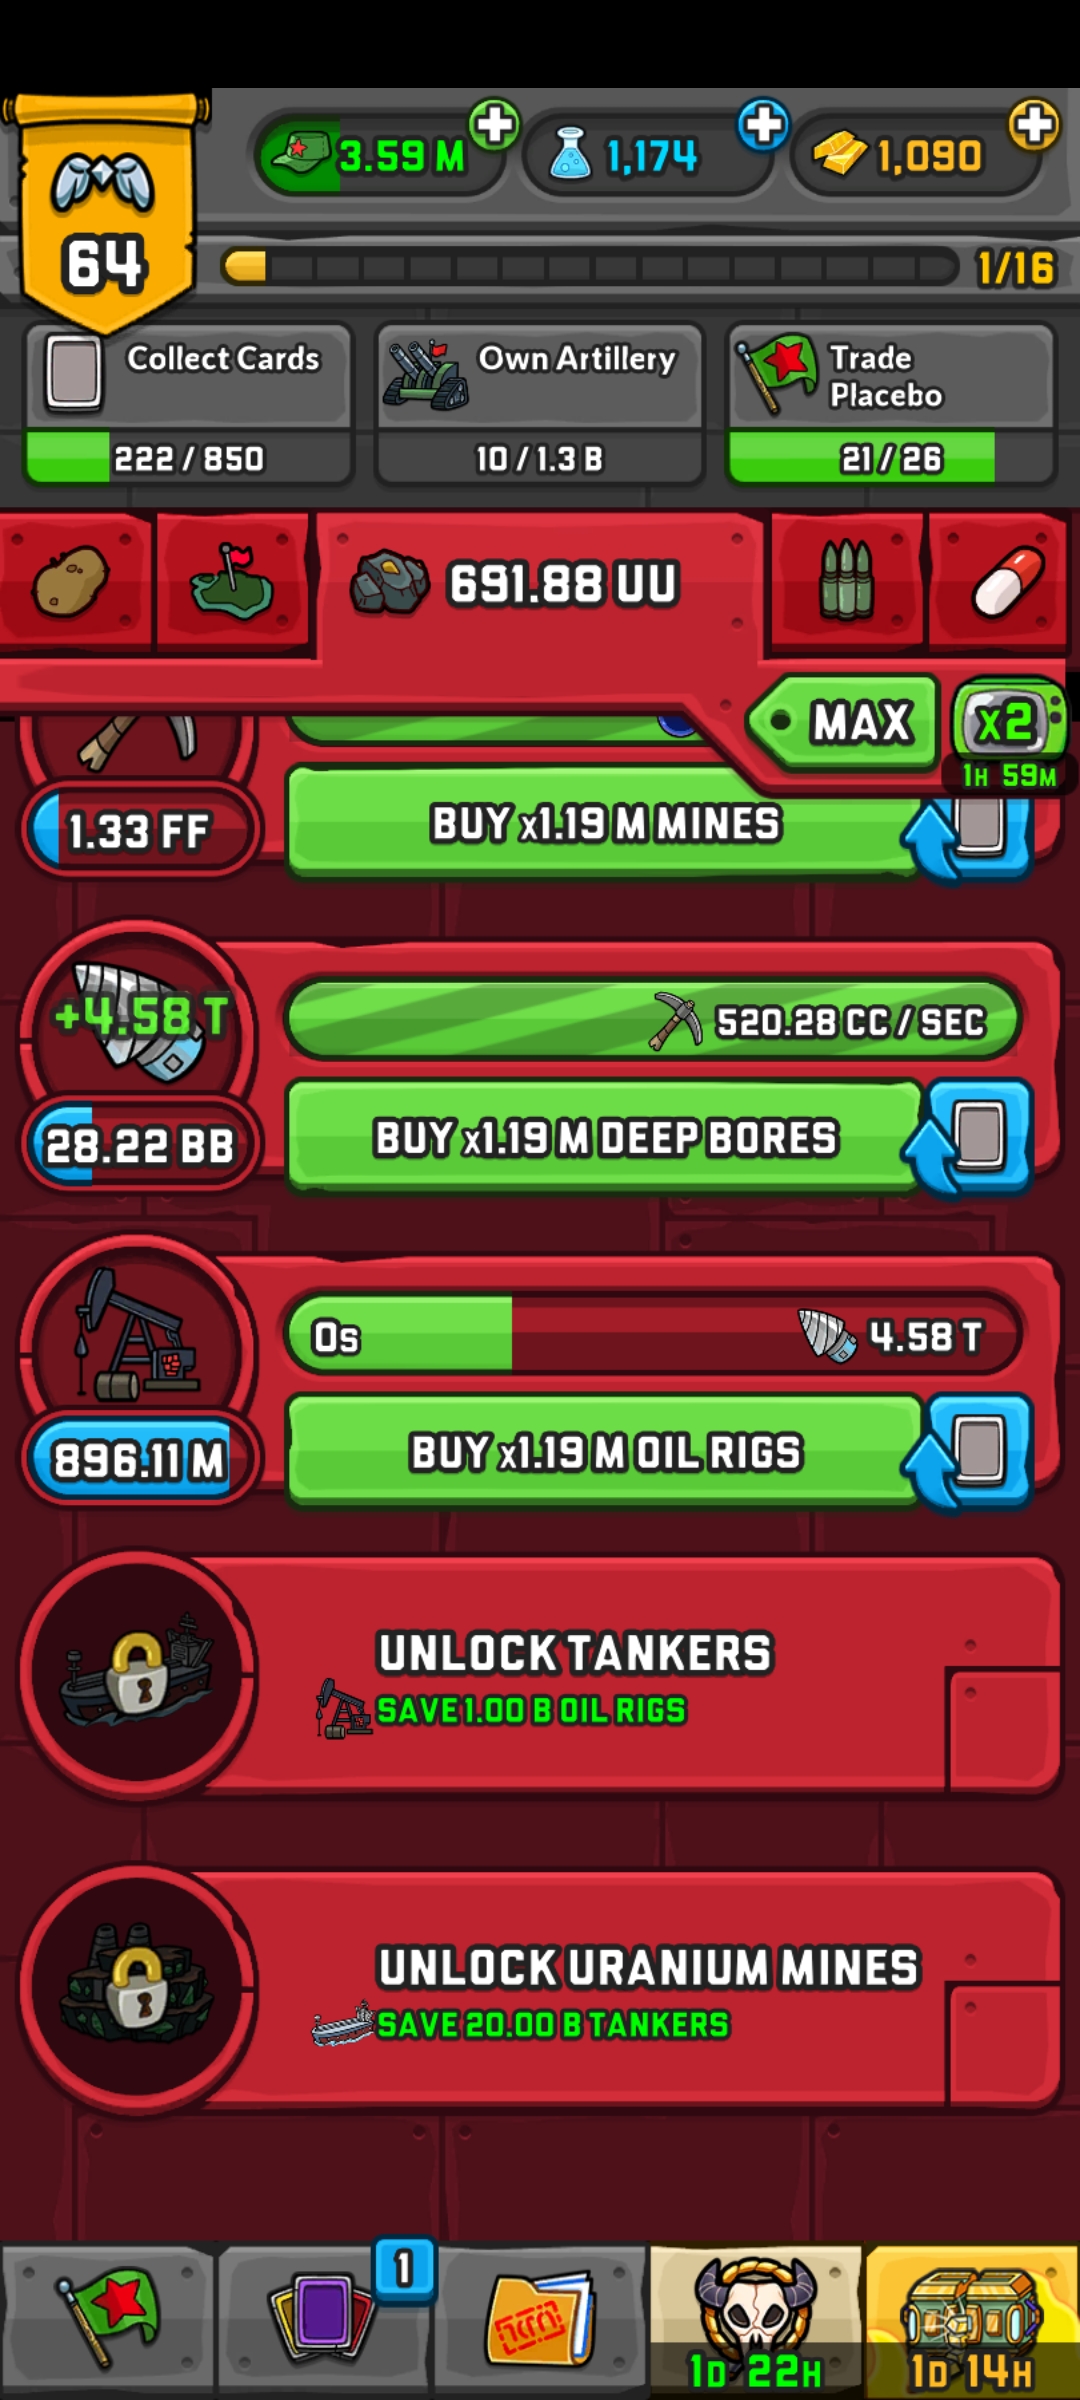 64
3.59 M
1,174
1,090
1/16
Collect Cards
222 / 850
Own Artillery
10 / 1.3 B
Trade
Placebo
21 / 26
691.88 UU
MAX
x2
1H 59M
1.33 FF
BUY x1.19 M MINES
+4.58 T
520.28 CC / SEC
28.22 BB
BUY x1.19 M DEEP BORES
0s
4.58 T
896.11 M
BUY x1.19 M OIL RIGS
UNLOCK TANKERS
SAVE 1.00 B OIL RIGS
UNLOCK URANIUM MINES
SAVE 20.00 B TANKERS
1
1D 22H
1D 14H